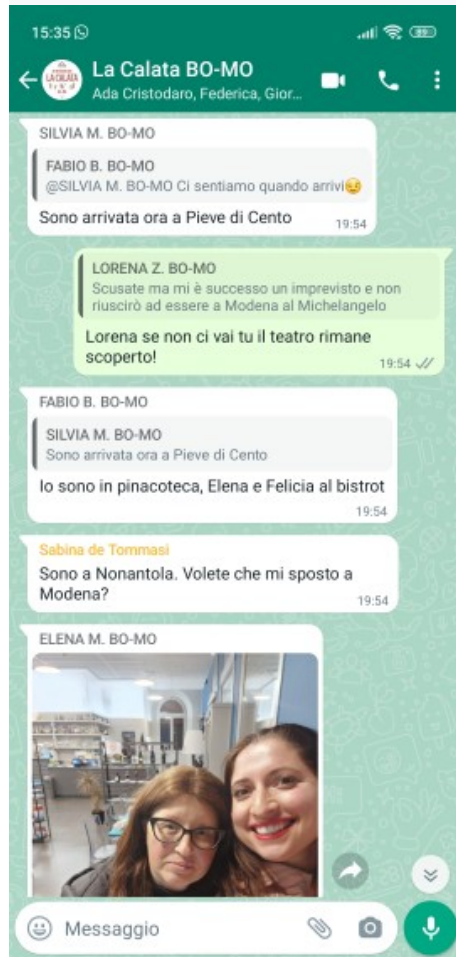 15:35
La Calata BO-MO
Ada Cristodaro, Federica, Gior...
SILVIA M. BO-MO
FABIO B. BO-MO
@SILVIA M. BO-MO Ci sentiamo quando arrivi😉
Sono arrivata ora a Pieve di Cento
19:54
LORENA Z. BO-MO
Scusate ma mi è successo un imprevisto e non
riuscirò ad essere a Modena al Michelangelo
Lorena se non ci vai tu il teatro rimane
scoperto!
19:54
FABIO B. BO-MO
SILVIA M. BO-MO
Sono arrivata ora a Pieve di Cento
Io sono in pinacoteca, Elena e Felicia al bistrot
19:54
Sabina de Tommasi
Sono a Nonantola. Volete che mi sposto a
Modena?
19:54
ELENA M. BO-MO
Messaggio